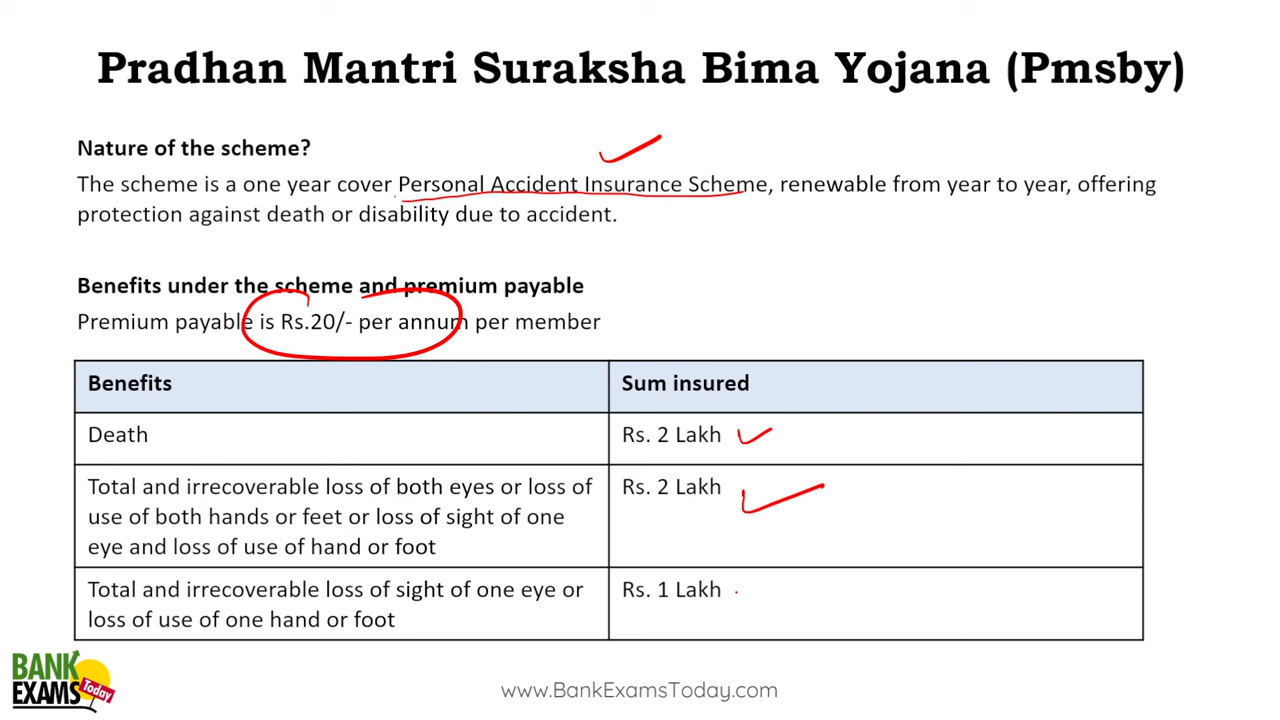 Pradhan Mantri Suraksha Bima Yojana (Pmsby)
Nature of the scheme?
The scheme is a one year cover Personal Accident Insurance Scheme, renewable from year to year, offering
protection against death or disability due to accident.
Benefits under the scheme and premium payable
Premium payable is Rs.20/- per annum per member
Benefits
Sum insured
Death
Rs. 2 Lakh
Total and irrecoverable loss of both eyes or loss of
use of both hands or feet or loss of sight of one
eye and loss of use of hand or foot
Rs. 2 Lakh
Total and irrecoverable loss of sight of one eye or
loss of use of one hand or foot
Rs. 1 Lakh
BANK
EXAMS
Today
www.BankExamsToday.com